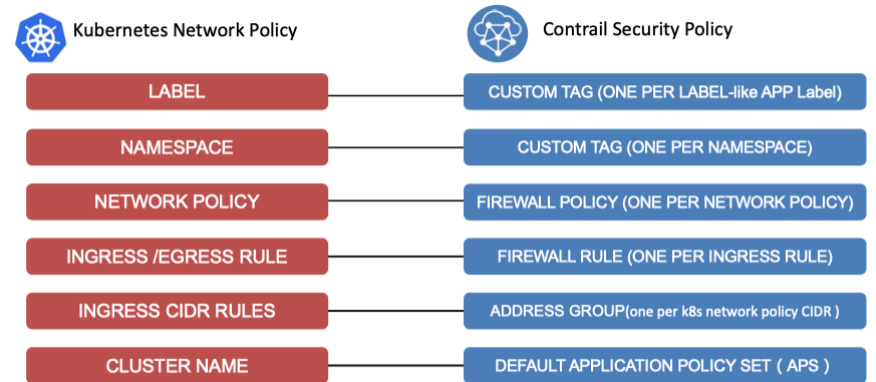 Kubernetes Network Policy
Contrail Security Policy
LABEL
CUSTOM TAG (ONE PER LABEL-like APP Label)
NAMESPACE
CUSTOM TAG (ONE PER NAMESPACE)
NETWORK POLICY
FIREWALL POLICY (ONE PER NETWORK POLICY)
INGRESS /EGRESS RULE
FIREWALL RULE (ONE PER INGRESS RULE)
INGRESS CIDR RULES
ADDRESS GROUP(one per k8s network policy CIDR )
CLUSTER NAME
DEFAULT APPLICATION POLICY SET ( APS )